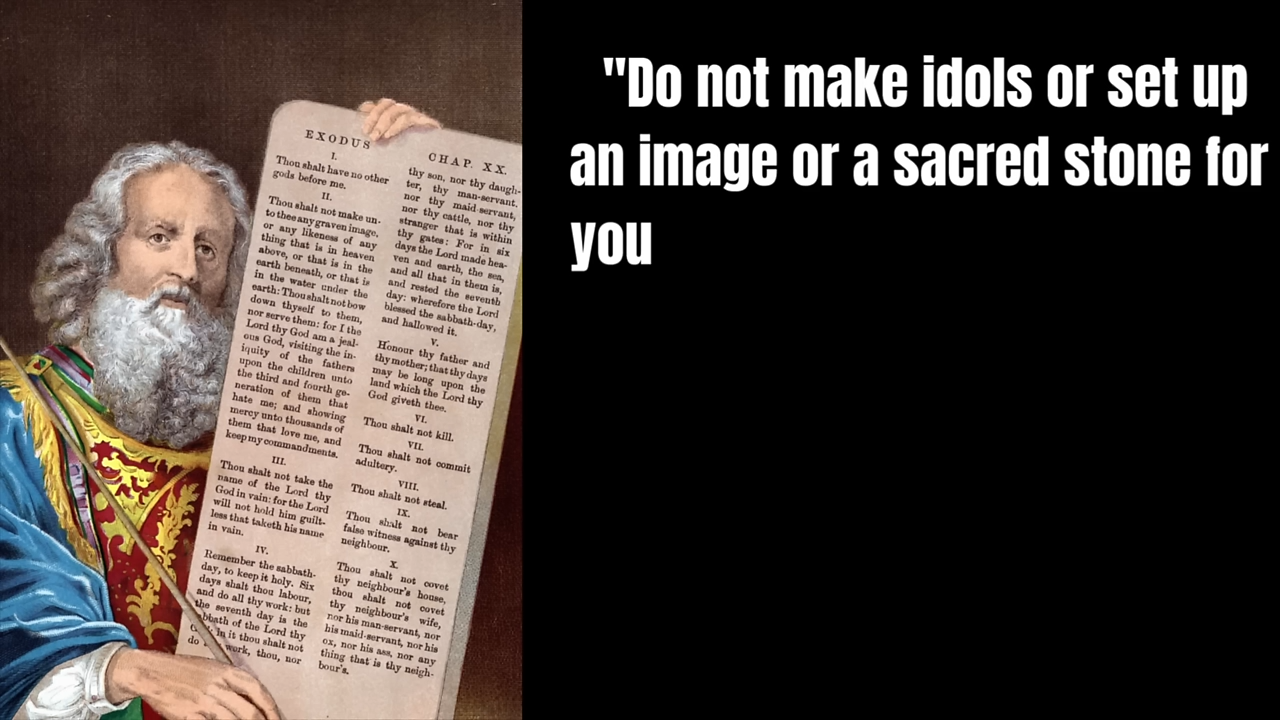 "Do not make idols or set up
an image or a sacred stone for
you
EXODUS CHAP. XX.
I.
Thou shalt have no other
gods before me.
II.
Thou shalt not make un-
to thee any graven image,
or any likeness of any
thing that is in heaven
above, or that is in the
earth beneath, or that is
in the water under the
earth: Thou shalt not bow
down thyself to them,
nor serve them: for I the
Lord thy God am a jeal-
ous God, visiting the in-
iquity of the fathers
upon the children unto
the third and fourth ge-
neration of them that
hate me; and showing
mercy unto thousands of
them that love me, and
keep my commandments.
III.
Thou shalt not take the
name of the Lord thy
God in vain: for the Lord
will not hold him guilt-
less that taketh his name
in vain.
IV.
Remember the sabbath-
day, to keep it holy. Six
days shalt thou labour,
and do all thy work: but
the seventh day is the
sabbath of the Lord thy
in it thou shalt not
do work, thou, nor
thy son, nor thy daugh-
ter, thy man-servant,
nor thy maid-servant,
nor thy cattle, nor thy
stranger that is within
thy gates: For in six
days the Lord made hea-
ven and earth, the sea,
and all that in them is,
and rested the seventh
day: wherefore the Lord
blessed the sabbath-day,
and hallowed it.
V.
Honour thy father and
thy mother; that thy days
may be long upon the
land which the Lord thy
God giveth thee.
VI.
Thou shalt not kill.
VII.
Thou shalt not commit
adultery.
VIII.
Thou shalt not steal.
IX.
Thou shalt not bear
false witness against thy
neighbour.
X.
Thou shalt not covet
thy neighbour's house,
thou shalt not covet
thy neighbour's wife,
nor his man-servant, nor
his maid-servant, nor his
ox, nor his ass, nor any
thing that is thy neigh-
bour's.